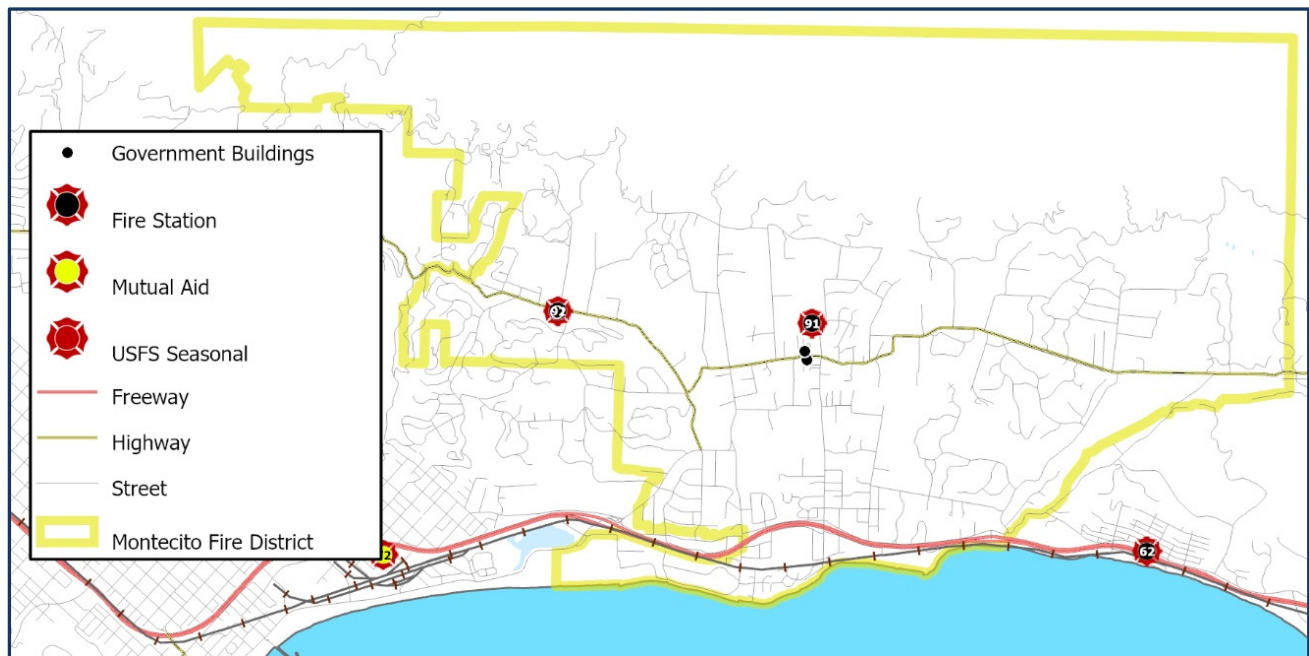 Government Buildings
Fire Station
Mutual Aid
USFS Seasonal
Freeway
Highway
Street
Montecito Fire District
92
91
62